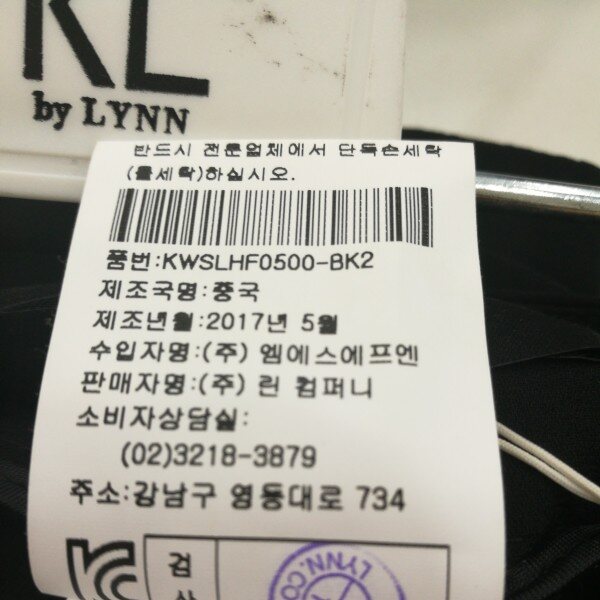 KL
by LYNN
반드시 전문업체에서 단독손세탁
(물세탁)하십시오.
품번:KWSLHF0500-BK2
제조국명:중국
제조년월:2017년 5월
수입자명:(주) 엠에스에프엔
판매자명:(주) 린 컴퍼니
소비자상담실:
(02)3218-3879
주소:강남구 영동대로 734
검
LYNN.CO